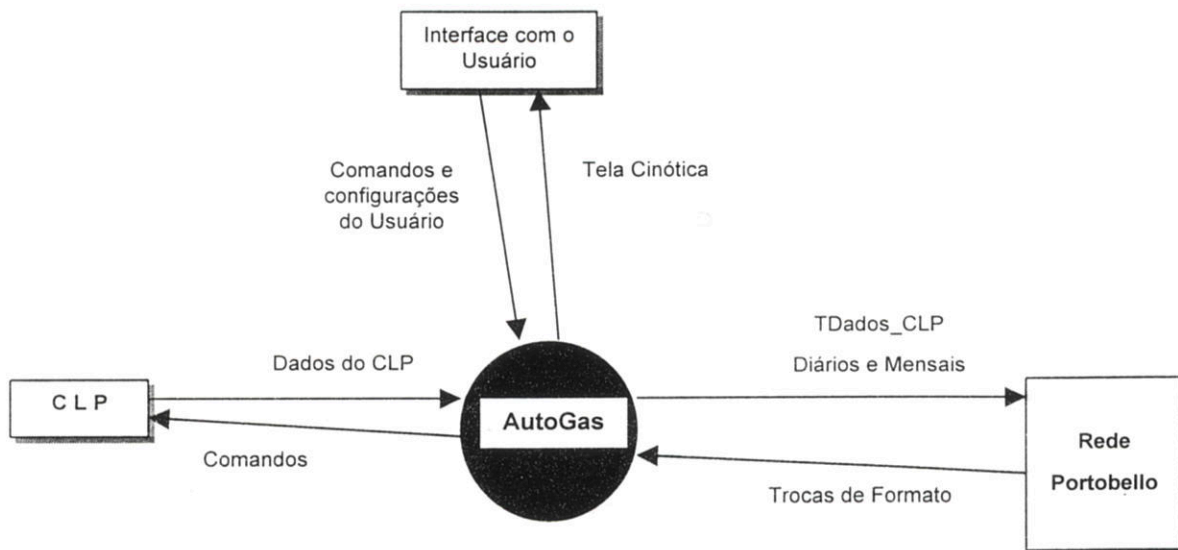 Interface com o
Usuário
Comandos e
configurações
do Usuário
Tela Cinótica
TDados_CLP
Diários e Mensais
Dados do CLP
C L P
AutoGas
Comandos
Rede
Portobello
Trocas de Formato